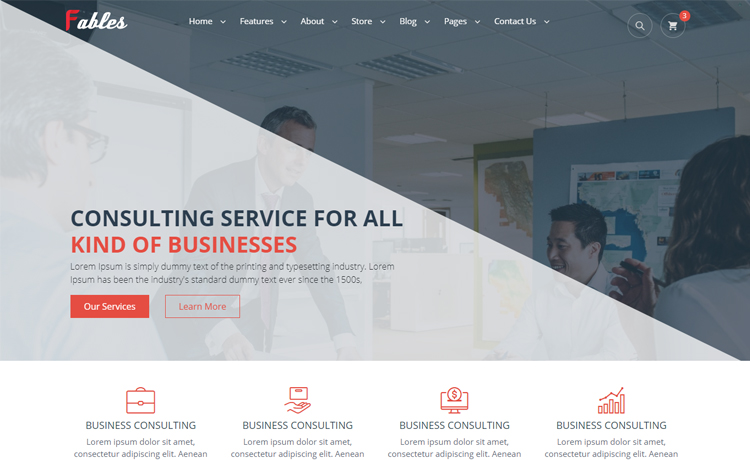 Fables
Home Features About Store Blog Pages Contact Us
3
CONSULTING SERVICE FOR ALL
KIND OF BUSINESSES
Lorem Ipsum is simply dummy text of the printing and typesetting industry. Lorem
Ipsum has been the industry's standard dummy text ever since the 1500s,
Our Services Learn More
BUSINESS CONSULTING BUSINESS CONSULTING BUSINESS CONSULTING BUSINESS CONSULTING
Lorem ipsum dolor sit amet, Lorem ipsum dolor sit amet, Lorem ipsum dolor sit amet, Lorem ipsum dolor sit amet,
consectetur adipiscing elit. Aenean consectetur adipiscing elit. Aenean consectetur adipiscing elit. Aenean consectetur adipiscing elit. Aenean